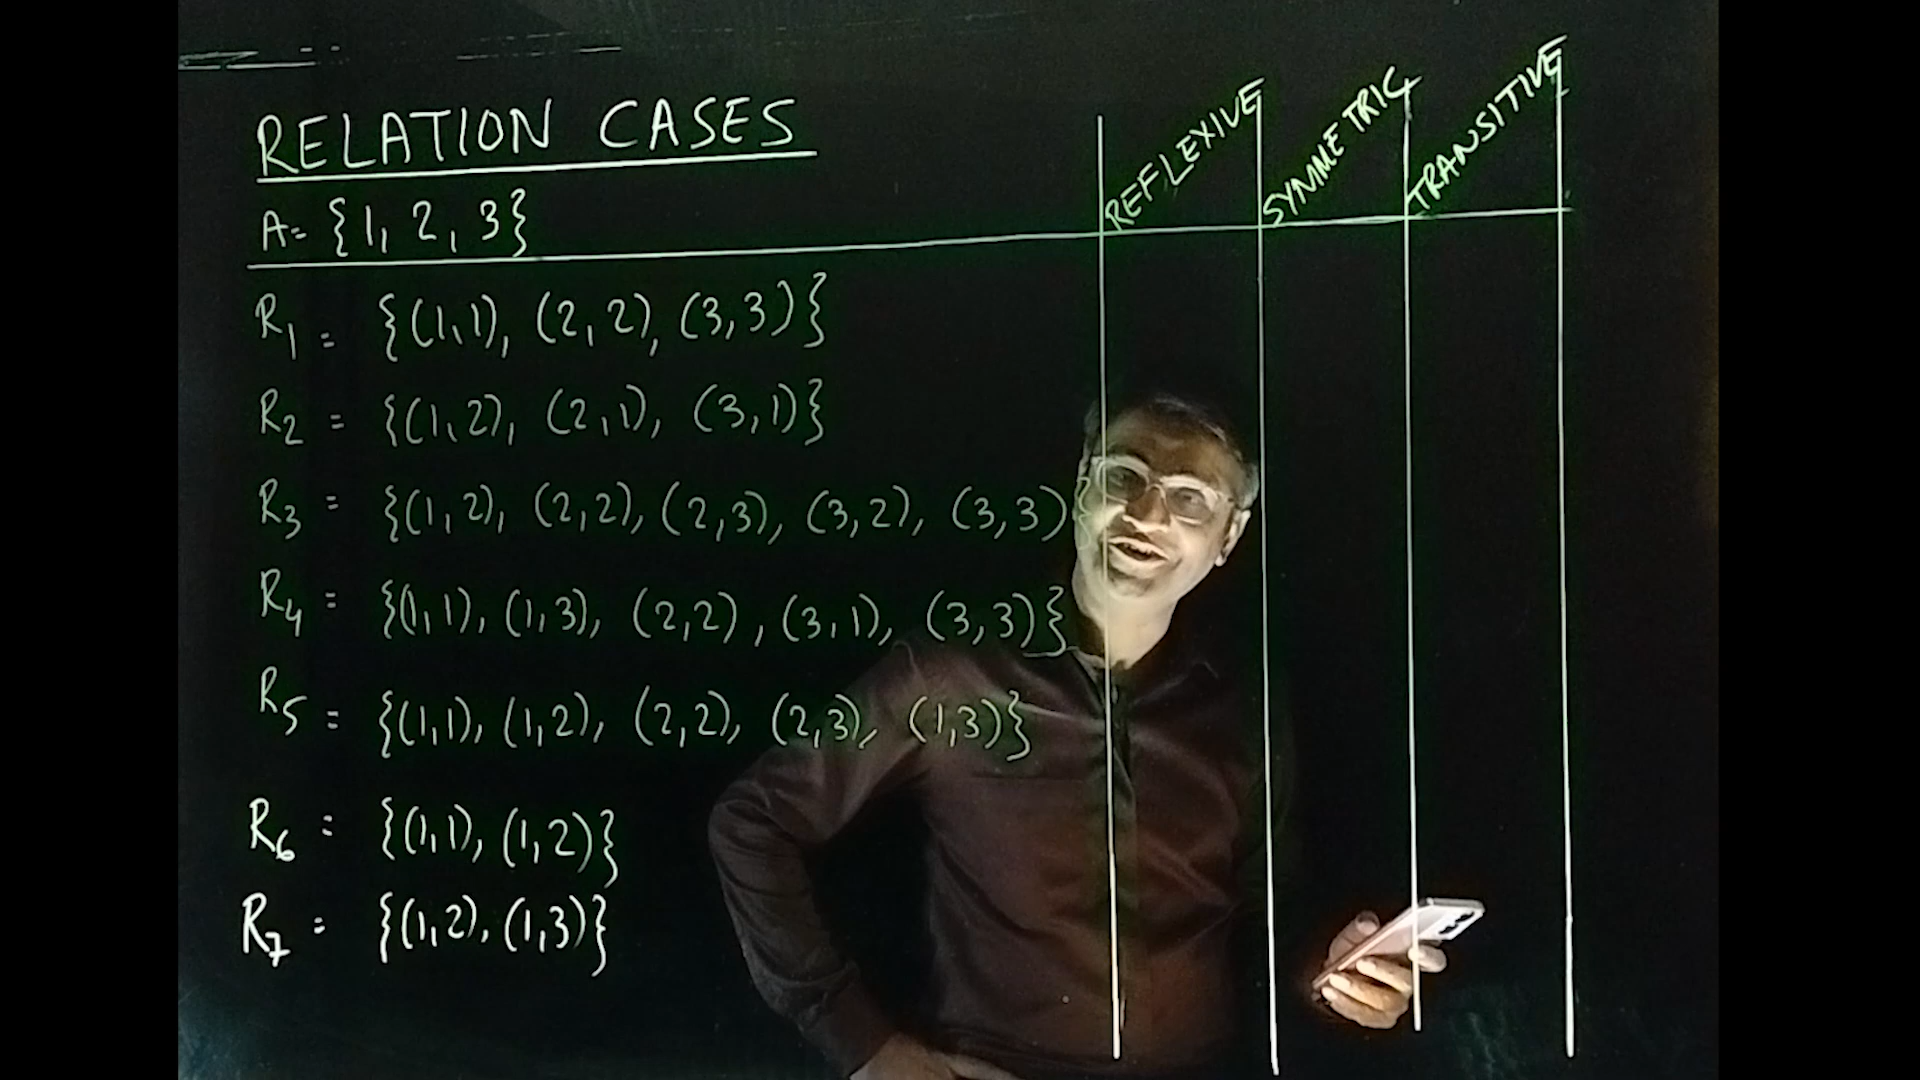 RELATION CASES
REFLEXIVE SYMMETRIC TRANSITIVE
A= {1, 2, 3}
R1 = {(1,1), (2,2), (3,3)}
R2 = {(1,2), (2,1), (3,1)}
R3 = {(1,2), (2,2), (2,3), (3,2), (3,3)}
R4 = {(1,1), (1,3), (2,2), (3,1), (3,3)}
R5 = {(1,1), (1,2), (2,2), (2,3), (1,3)}
R6 = {(1,1), (1,2)}
R7 = {(1,2), (1,3)}